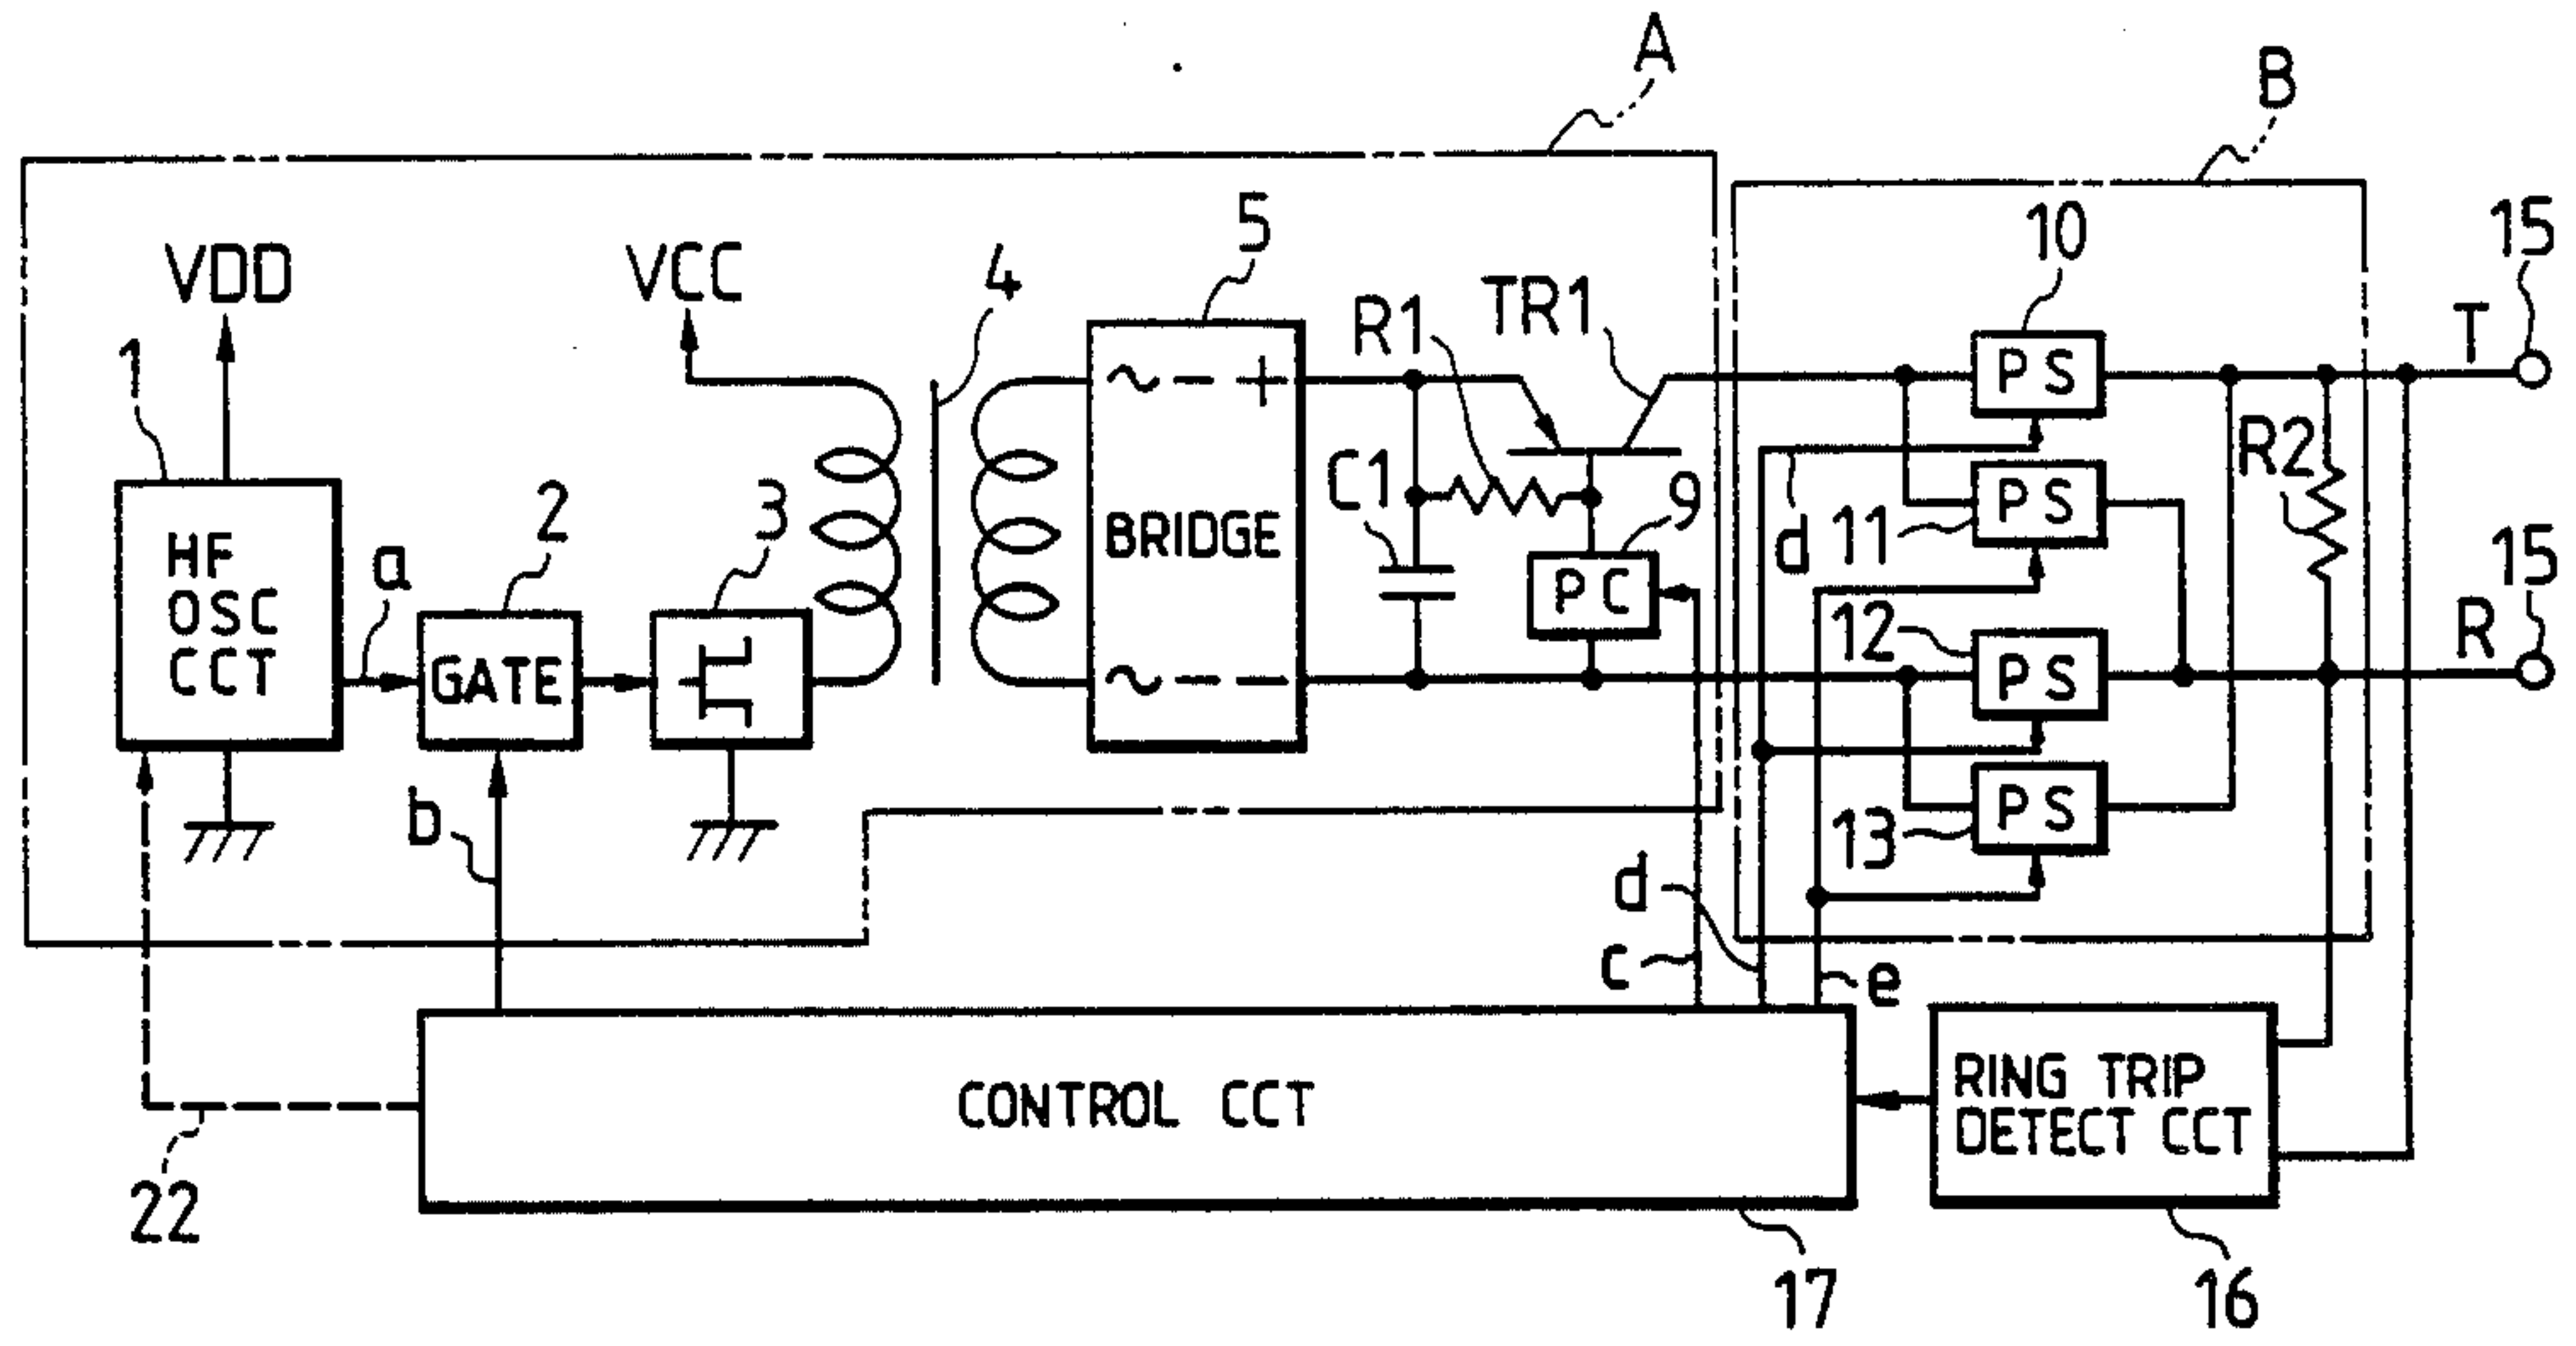 A
B
VDD
VCC
5
10
15
4
R1
TR1
T
1
2
3
C1
9
d
11
R2
15
HF
OSC
CCT
a
GATE
BRIDGE
~ - +
~ - -
PC
PS
PS
12
PS
R
13
PS
b
d
c
e
CONTROL CCT
RING TRIP
DETECT CCT
22
17
16